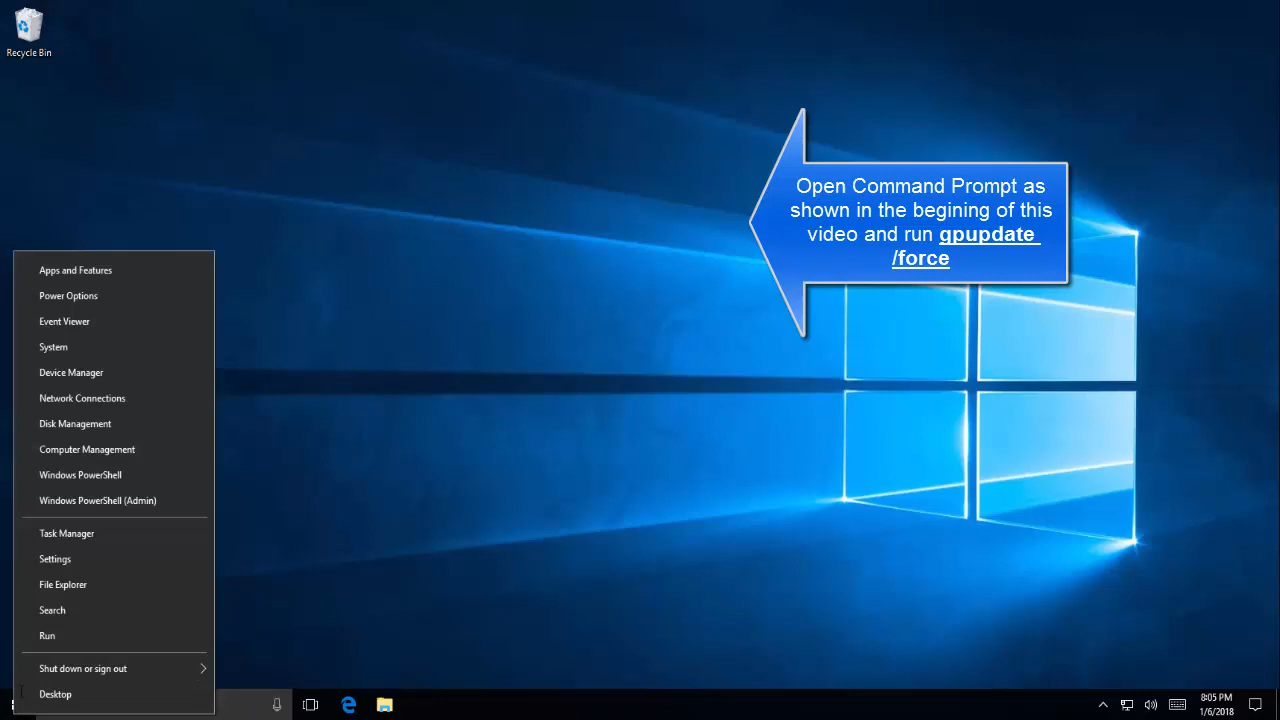 Recycle Bin
Open Command Prompt as
shown in the begining of this
video and run gpupdate
/force
Apps and Features
Power Options
Event Viewer
System
Device Manager
Network Connections
Disk Management
Computer Management
Windows PowerShell
Windows PowerShell (Admin)
Task Manager
Settings
File Explorer
Search
Run
Shut down or sign out
Desktop
8:05 PM
1/6/2018